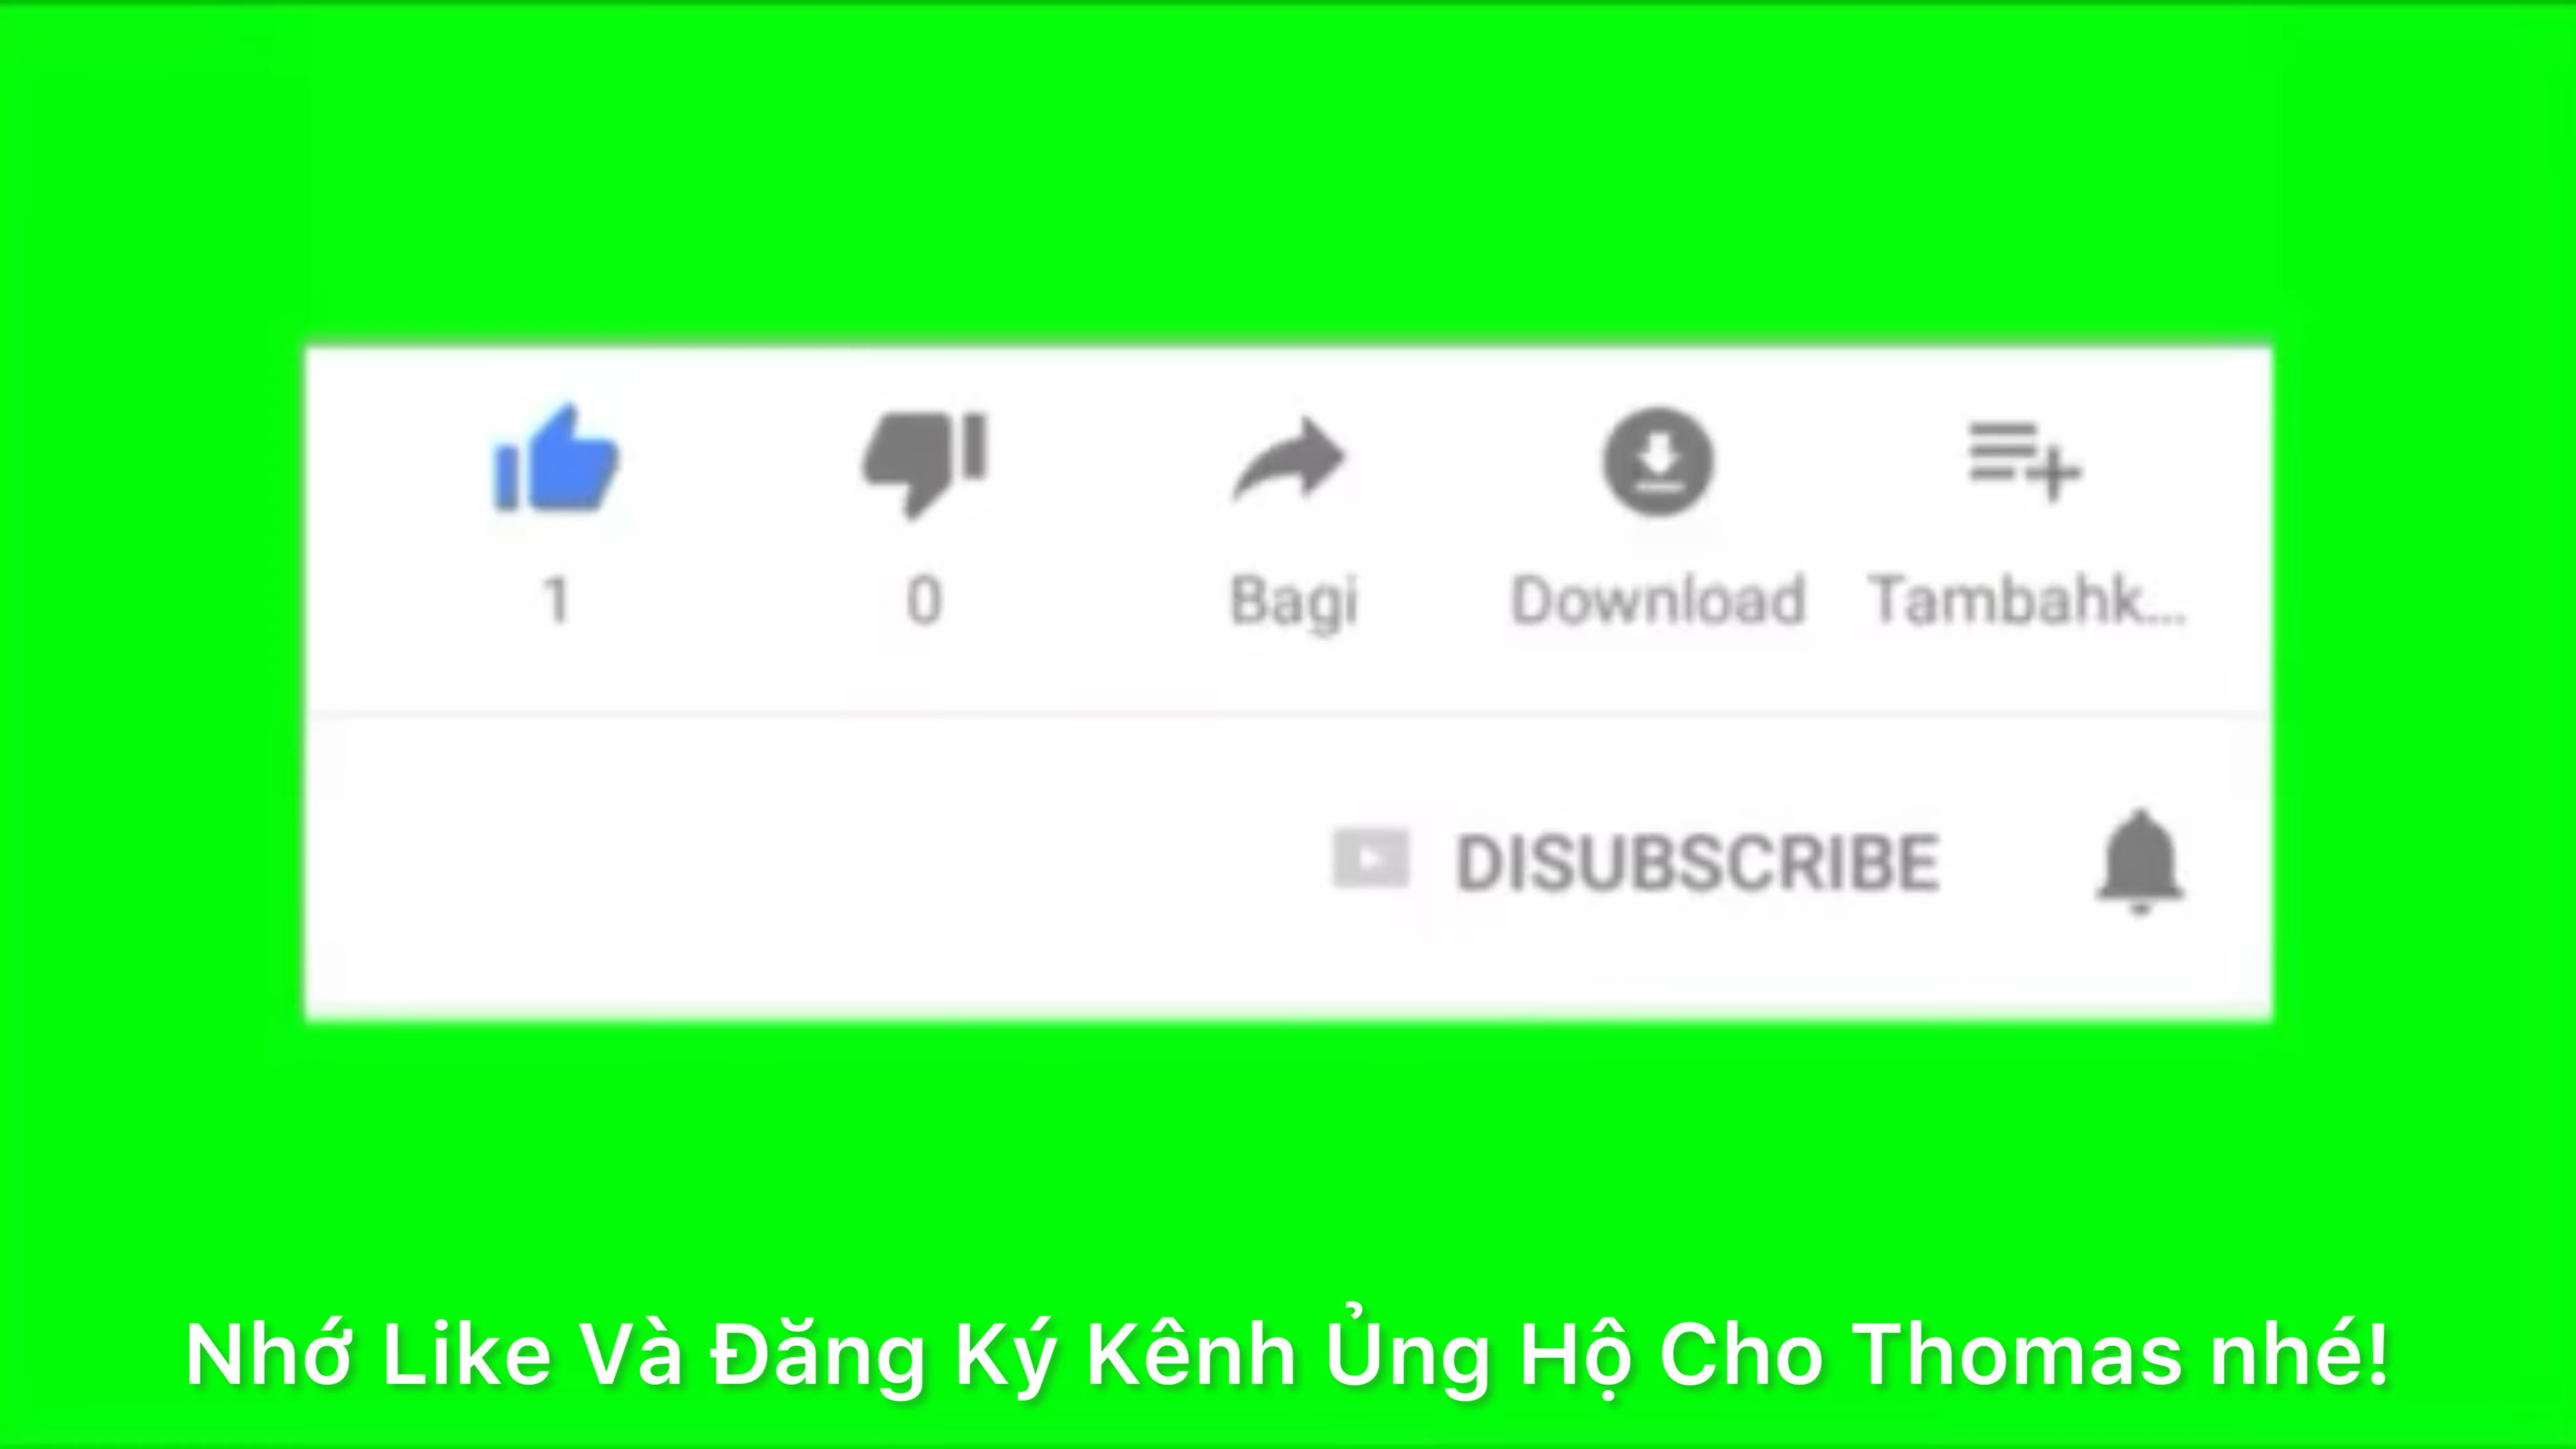 1 0 Bagi Download Tambahk...
DISUBSCRIBE
Nhớ Like Và Đăng Ký Kênh Ủng Hộ Cho Thomas nhé!